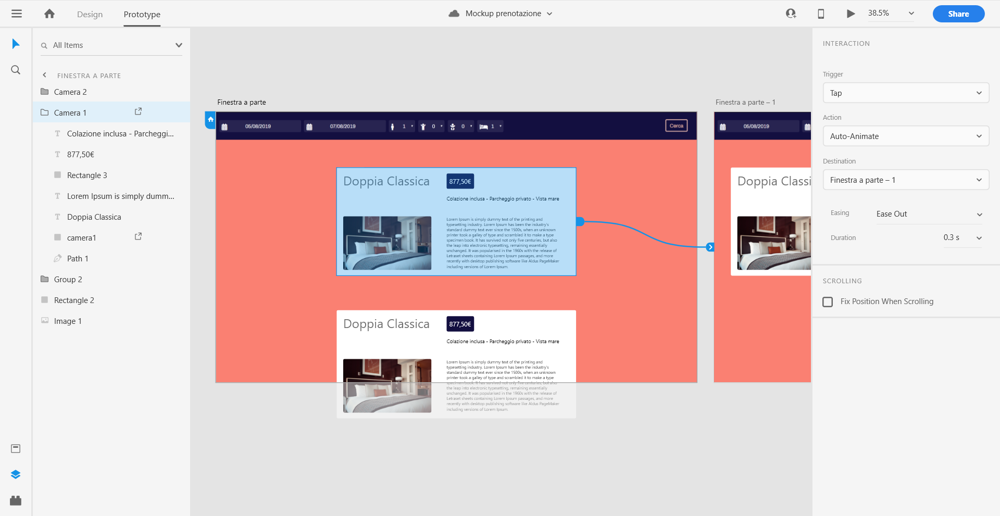 Design
Prototype
Mockup prenotazione
38.5%
Share
All Items
FINESTRA A PARTE
Camera 2
Camera 1
Colazione inclusa - Parcheggi...
877,50€
Rectangle 3
Lorem Ipsum is simply dumm...
Doppia Classica
camera1
Path 1
Group 2
Rectangle 2
Image 1
Finestra a parte
05/08/2019
07/08/2019
1
0
0
1
Cerca
Doppia Classica
877,50€
Colazione inclusa - Parcheggio privato - Vista mare
Lorem Ipsum is simply dummy text of the printing and
typesetting industry. Lorem Ipsum has been the industry's
standard dummy text ever since the 1500s, when an unknown
printer took a galley of type and scrambled it to make a type
specimen book. It has survived not only five centuries, but also
the leap into electronic typesetting, remaining essentially
unchanged. It was popularised in the 1960s with the release of
Letraset sheets containing Lorem Ipsum passages, and more
recently with desktop publishing software like Aldus PageMaker
including versions of Lorem Ipsum.
Doppia Classica
877,50€
Colazione inclusa - Parcheggio privato - Vista mare
Lorem Ipsum is simply dummy text of the printing and
typesetting industry. Lorem Ipsum has been the industry's
standard dummy text ever since the 1500s, when an unknown
printer took a galley of type and scrambled it to make a type
specimen book. It has survived not only five centuries, but also
the leap into electronic typesetting, remaining essentially
unchanged. It was popularised in the 1960s with the release of
Letraset sheets containing Lorem Ipsum passages, and more
recently with desktop publishing software like Aldus PageMaker
including versions of Lorem Ipsum.
Finestra a parte – 1
05/08/2019
Doppia Classi
INTERACTION
Trigger
Tap
Action
Auto-Animate
Destination
Finestra a parte – 1
Easing
Ease Out
Duration
0.3 s
SCROLLING
Fix Position When Scrolling